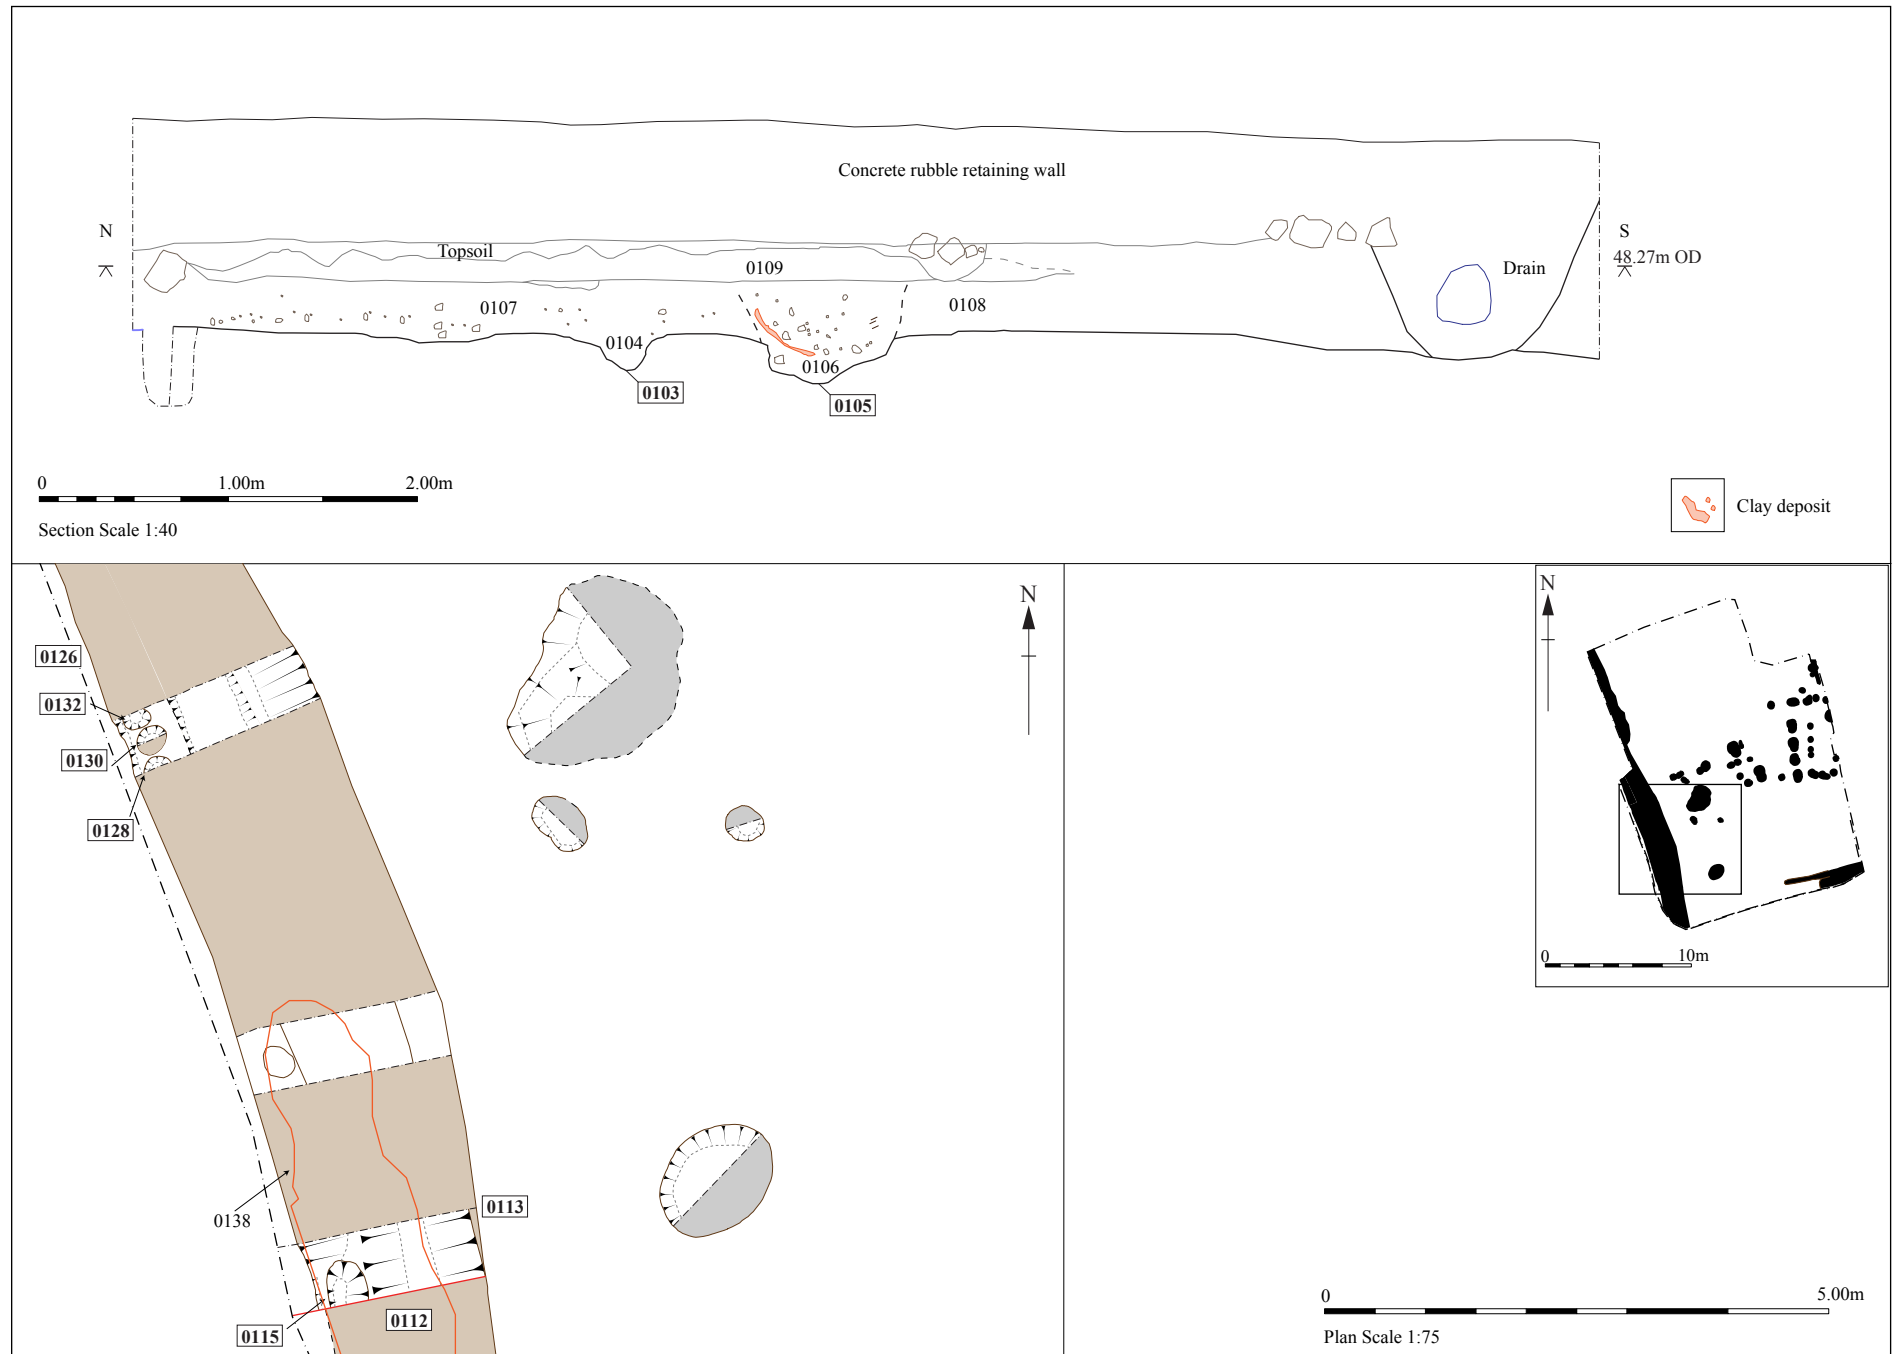 Concrete rubble retaining wall
N
S
Topsoil
48.27m OD
0109
Drain
0107
0108
0104
0106
0103
0105
0 1.00m 2.00m
Section Scale 1:40
Clay deposit
N
N
0126
0132
0130
0128
10m
0
0113
0138
0112
0115
0 5.00m
Plan Scale 1:75